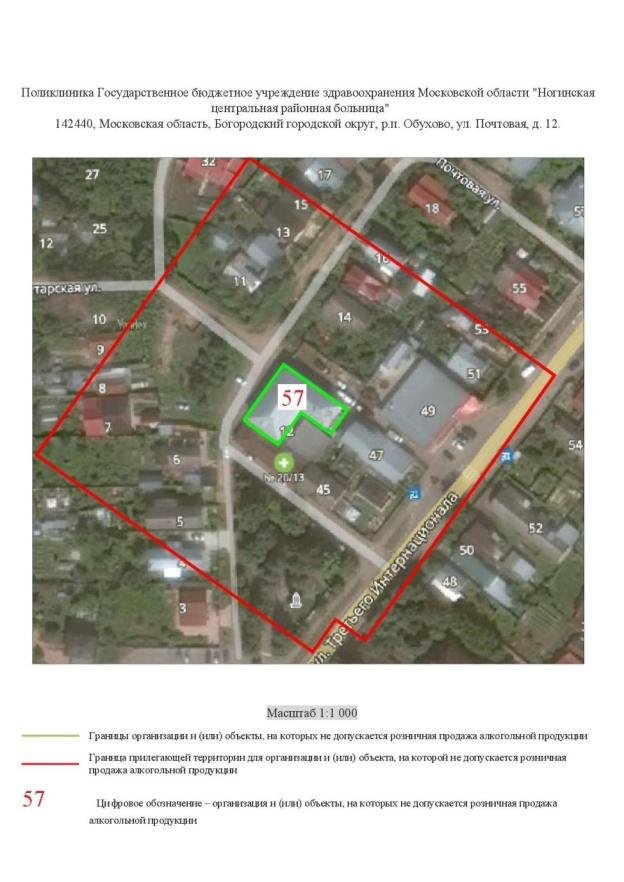 Поликлиника Государственное бюджетное учреждение здравоохранения Московской области "Ногинская
центральная районная больница"
142440, Московская область, Богородский городской округ, р.п. Обухово, ул. Почтовая, д. 12.
32
17
27
Почтовая ул.
15
18
25
13
12
16
11
55
тарская ул.
14
10
Yandex
53
9
51
8
57
49
7
12
47
54
6
№ 20/13
45
5
52
50
4
48
3
ул. Третьего Интернационала
Масштаб 1:1 000
Границы организации и (или) объекты, на которых не допускается розничная продажа алкогольной продукции
Граница прилегающей территории для организации и (или) объекта, на которой не допускается розничная
продажа алкогольной продукции
57
Цифровое обозначение – организация и (или) объекты, на которых не допускается розничная продажа
алкогольной продукции